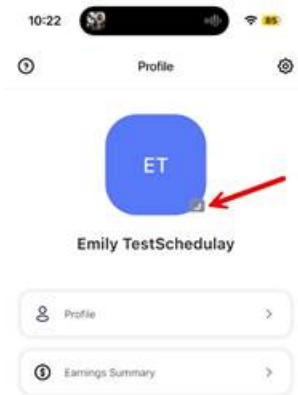 10:22
85
Profile
ET
Emily TestSchedulay
Profile
Earnings Summary